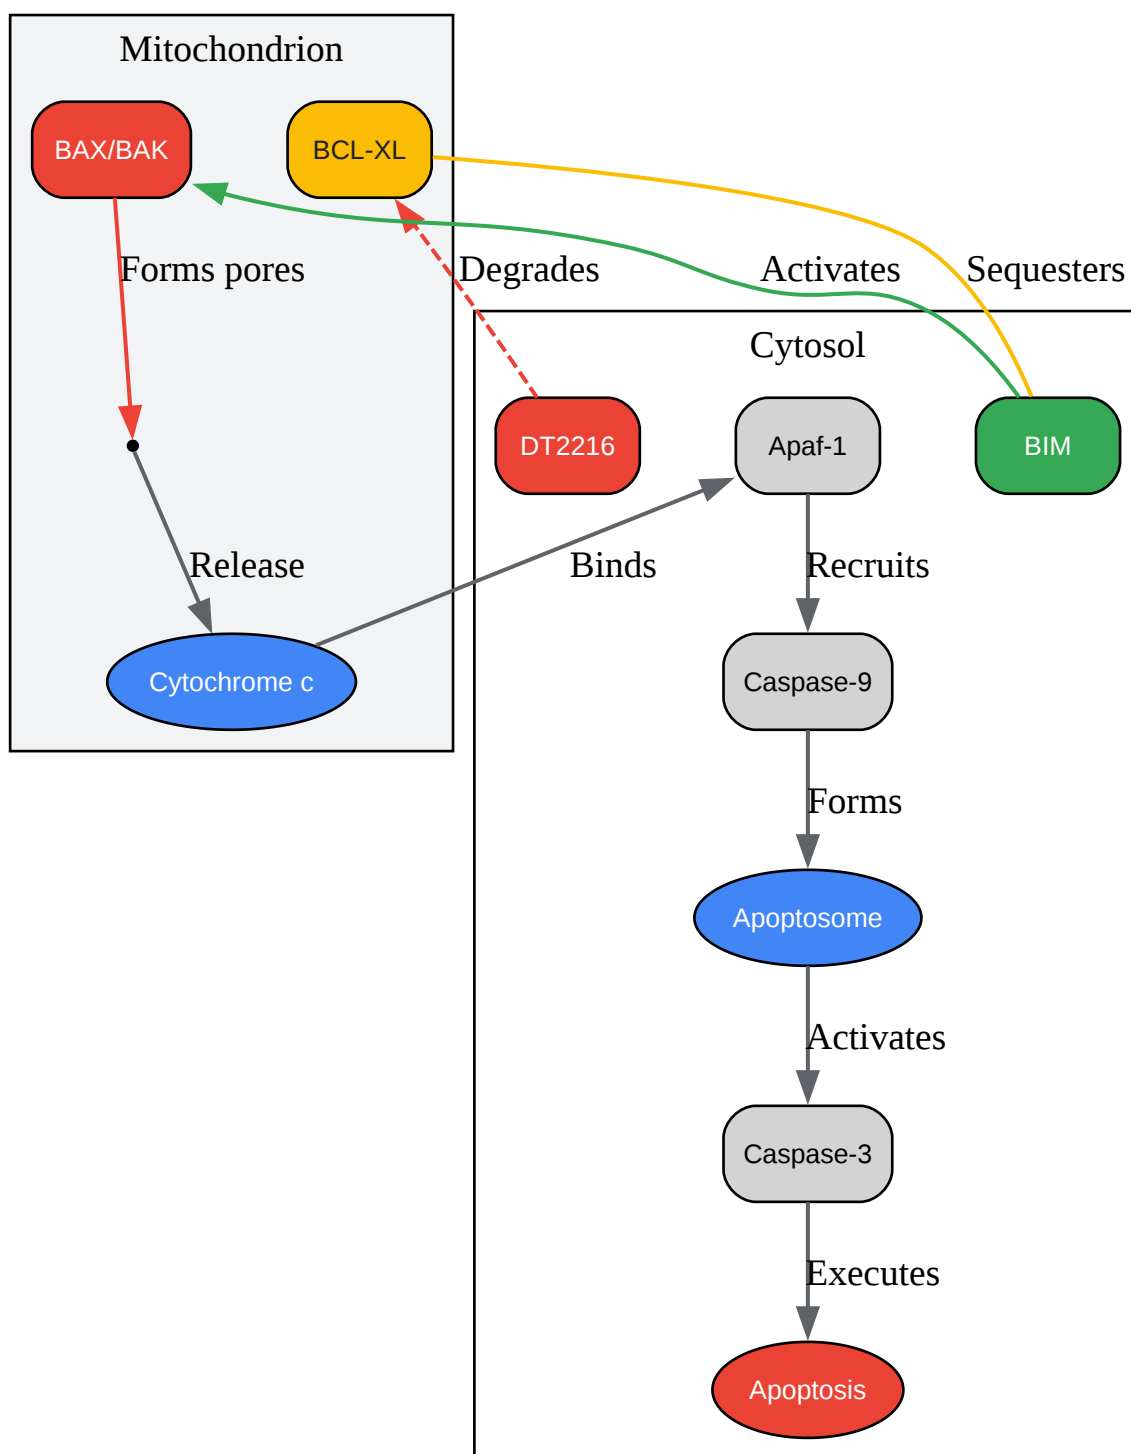 Mitochondrion
BAX/BAK
BCL-XL
Forms pores
Degrades
Activates
Sequesters
Cytosol
DT2216
Apaf-1
BIM
Release
Binds
Recruits
Cytochrome c
Caspase-9
Forms
Apoptosome
Activates
Caspase-3
Executes
Apoptosis